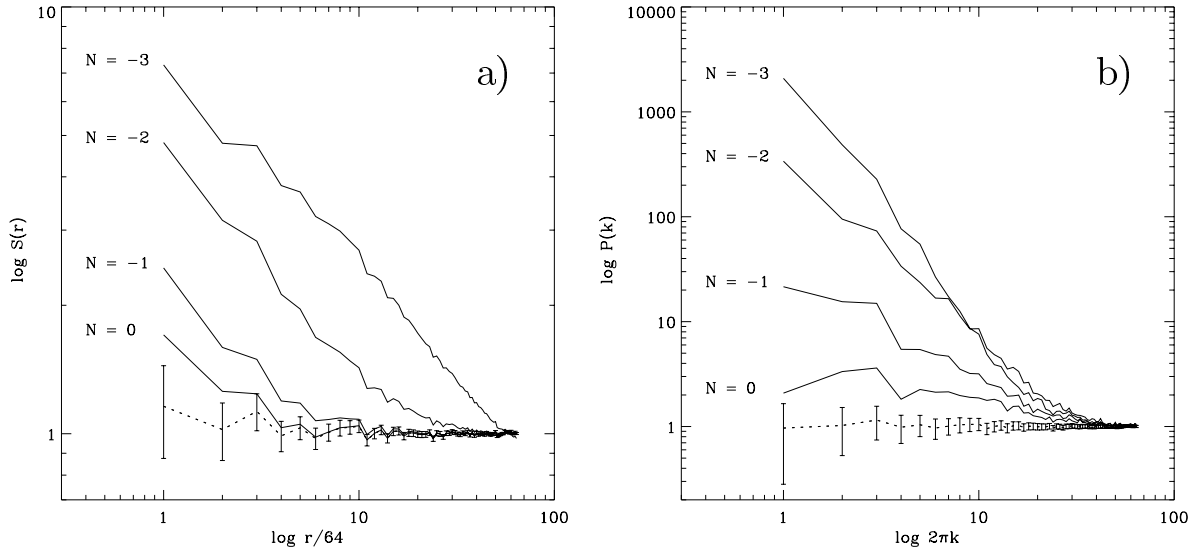 10
a)
N = −3
N = −2
N = −1
N = 0
1
log S(r)
1
10
100
log r/64
10000
b)
N = −3
1000
N = −2
100
N = −1
10
N = 0
1
log P(k)
1
10
100
log 2πk